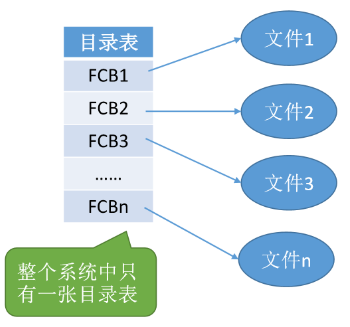 目录表
FCB1
FCB2
FCB3
......
FCBn
文件1
文件2
文件3
文件n
整个系统中只
有一张目录表